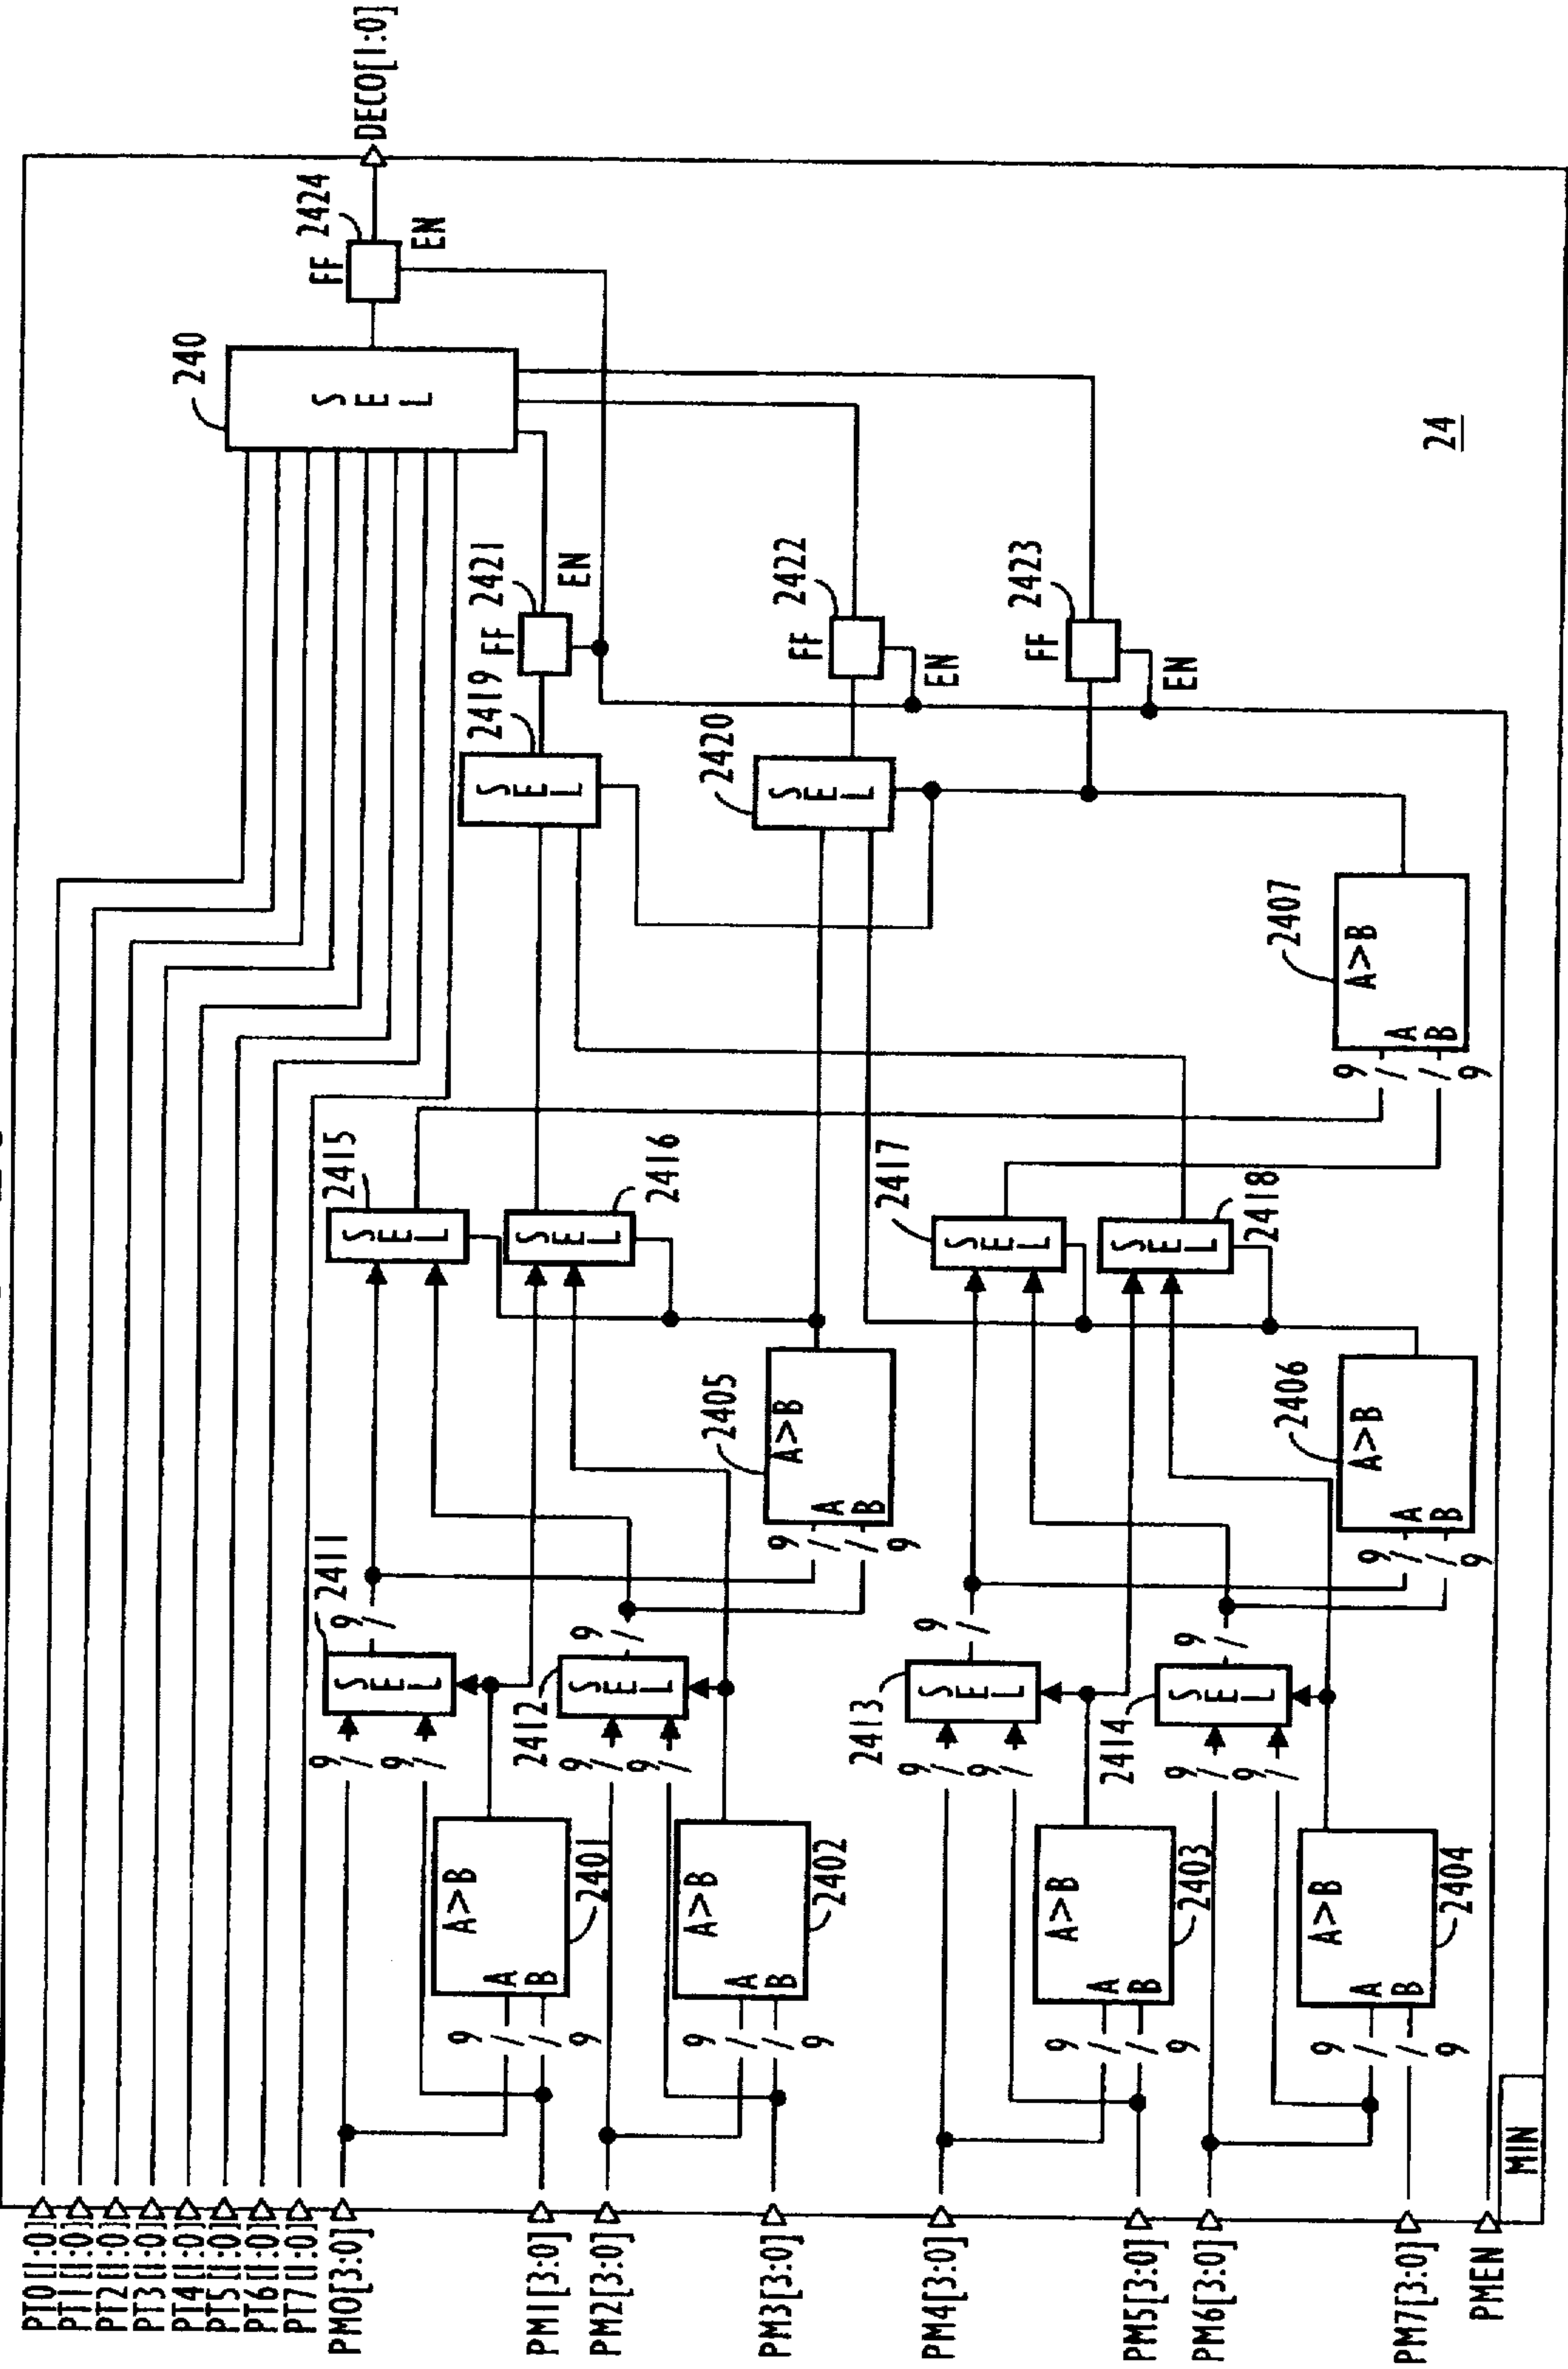 PT0[1:0]
PT1[1:0]
PT2[1:0]
PT3[1:0]
PT4[1:0]
PT5[1:0]
PT6[1:0]
PT7[1:0]
PM0[3:0]
PM1[3:0]
PM2[3:0]
PM3[3:0]
PM4[3:0]
PM5[3:0]
PM6[3:0]
PM7[3:0]
PMEN
MIN
A>B
A
B
9
9
2401
A>B
A
B
9
9
2402
A>B
A
B
9
9
2403
A>B
A
B
9
9
2404
9
9
SEL
2411
9
9
9
SEL
2412
9
9
9
SEL
2413
9
9
9
SEL
2414
9
A>B
A
B
9
9
2405
A>B
A
B
9
9
2406
SEL
2415
SEL
2416
SEL
2417
SEL
2418
A>B
A
B
9
9
2407
SEL
2419
SEL
2420
FF
2421
EN
FF
2422
EN
FF
2423
EN
SEL
240
FF
2424
EN
DECO[1:0]
24